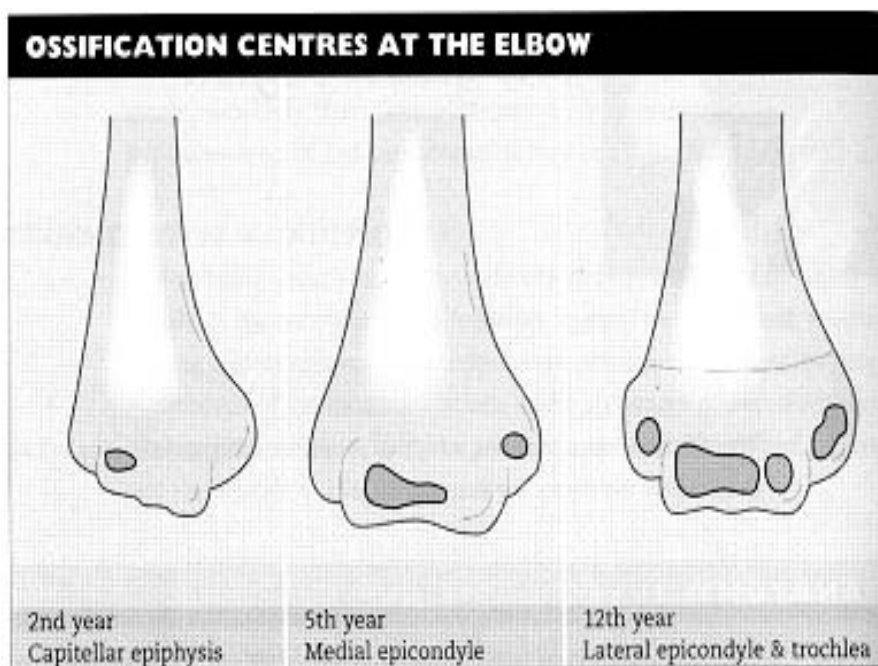 OSSIFICATION CENTRES AT THE ELBOW
2nd year
Capitellar epiphysis
5th year
Medial epicondyle
12th year
Lateral epicondyle & trochlea